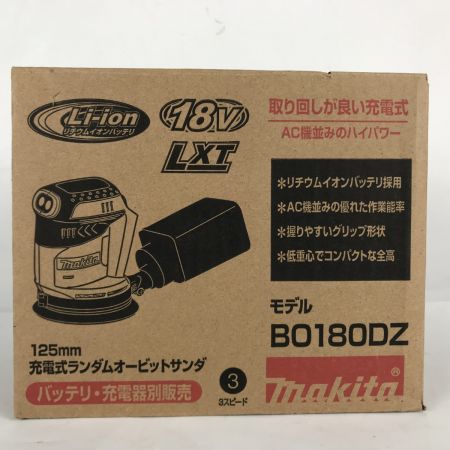 Li-ion
リチウムイオンバッテリ
18V
LXT
取り回しが良い充電式
AC機並みのハイパワー
*リチウムイオンバッテリ採用
*AC機並みの優れた作業能率
*握りやすいグリップ形状
*低重心でコンパクトな全高
makita
モデル
BO180DZ
125mm
充電式ランダムオービットサンダ
バッテリ・充電器別販売
3
3スピード
makita®